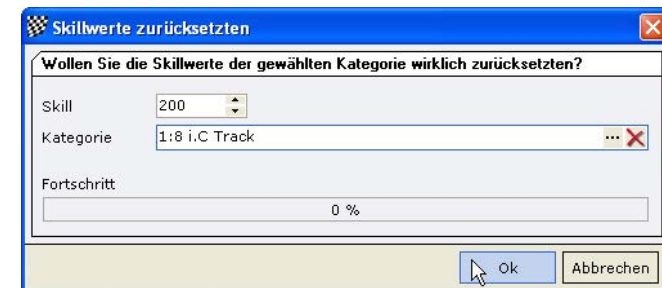 Skillwerte zurücksetzten
Wollen Sie die Skillwerte der gewählten Kategorie wirklich zurücksetzten?
Skill 200
Kategorie 1:8 i.C Track ...
Fortschritt
0 %
Ok Abbrechen